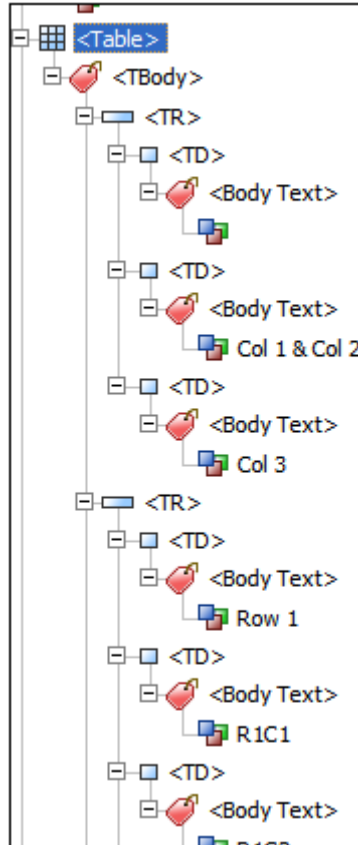 <Table>
<TBody>
<TR>
<TD>
<Body Text>
<TD>
<Body Text>
Col 1 & Col 2
<TD>
<Body Text>
Col 3
<TR>
<TD>
<Body Text>
Row 1
<TD>
<Body Text>
R1C1
<TD>
<Body Text>